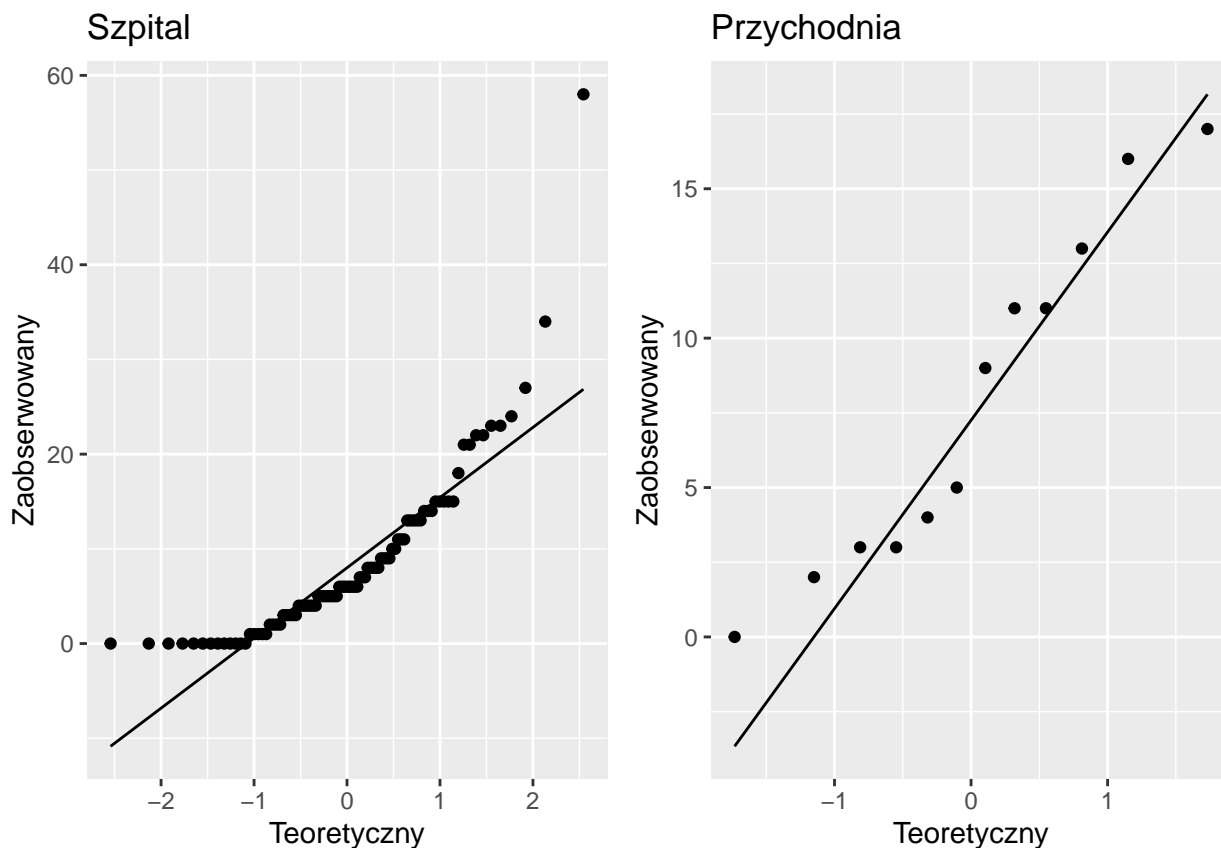 Szpital
Zaobserwowany
60
40
20
0
−2
−1
0
1
2
Teoretyczny
Przychodnia
Zaobserwowany
15
10
5
0
−1
0
1
Teoretyczny